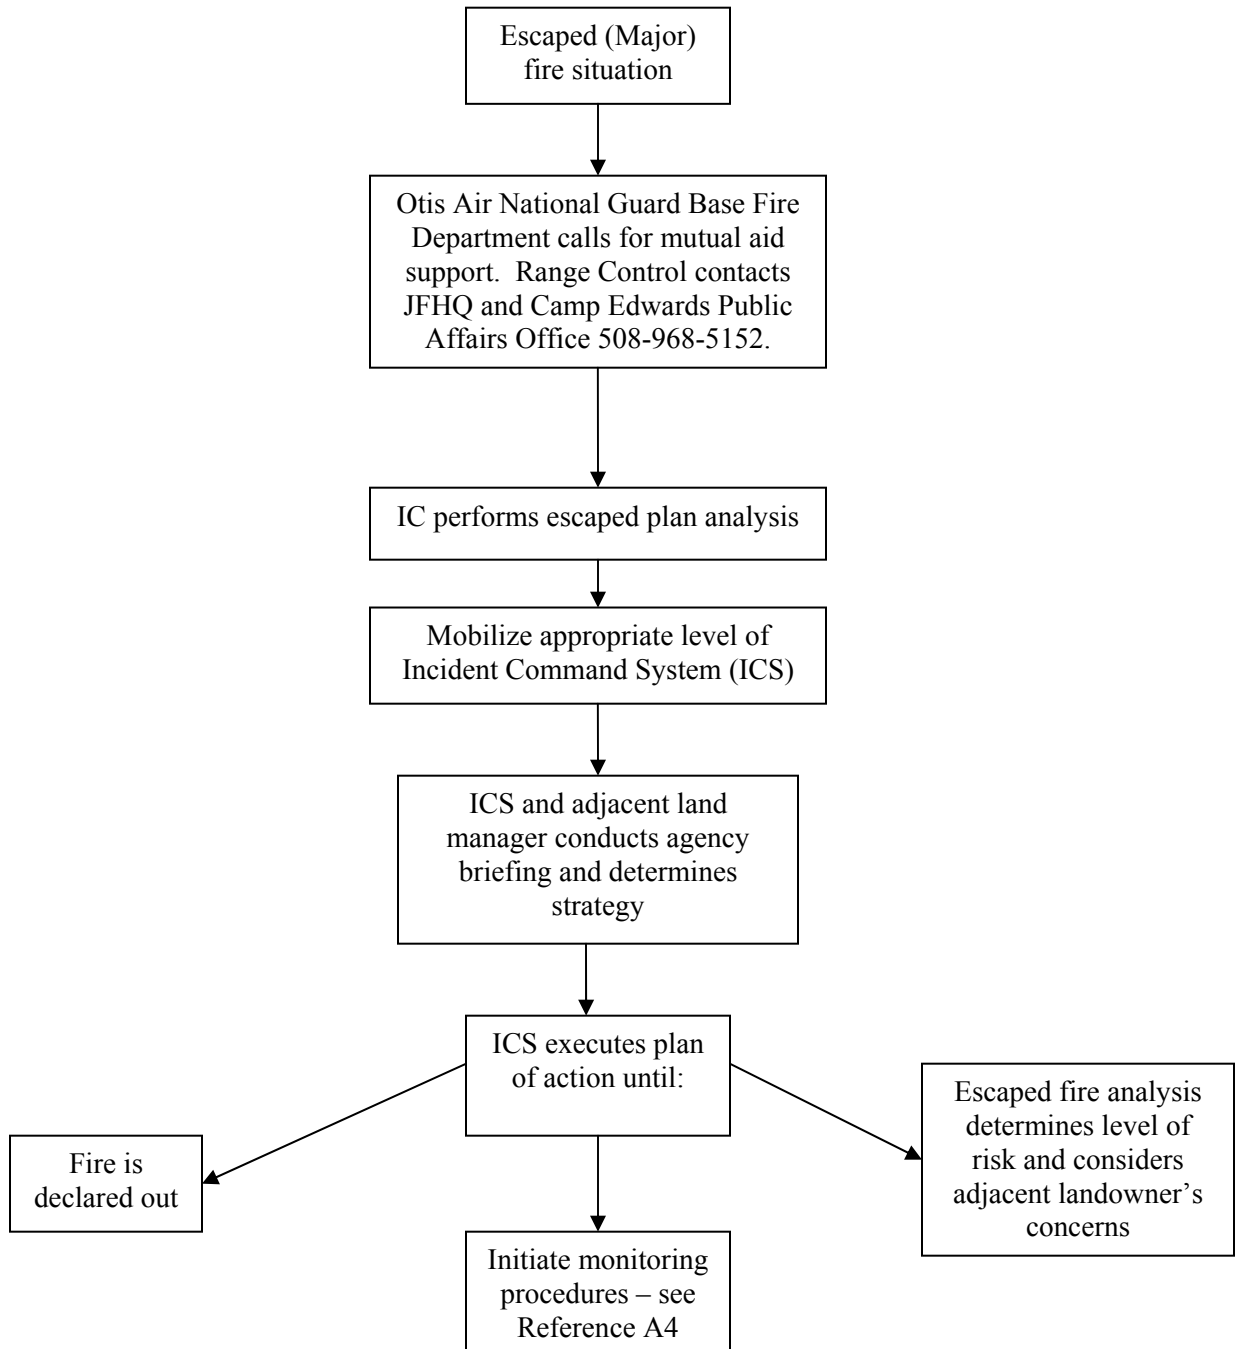 Escaped (Major)
fire situation
Otis Air National Guard Base Fire
Department calls for mutual aid
support.  Range Control contacts
JFHQ and Camp Edwards Public
Affairs Office 508-968-5152.
IC performs escaped plan analysis
Mobilize appropriate level of
Incident Command System (ICS)
ICS and adjacent land
manager conducts agency
briefing and determines
strategy
ICS executes plan
of action until:
Fire is
declared out
Initiate monitoring
procedures – see
Reference A4
Escaped fire analysis
determines level of
risk and considers
adjacent landowner’s
concerns